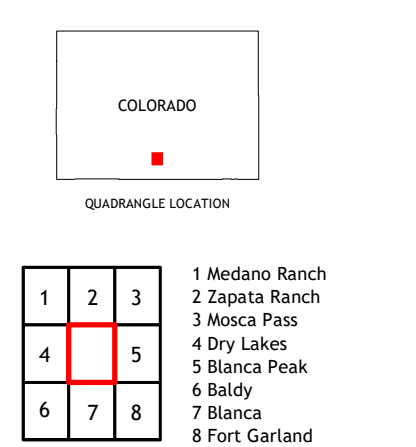 COLORADO
QUADRANGLE LOCATION
1 2 3
4 5
6 7 8
1 Medano Ranch
2 Zapata Ranch
3 Mosca Pass
4 Dry Lakes
5 Blanca Peak
6 Baldy
7 Blanca
8 Fort Garland